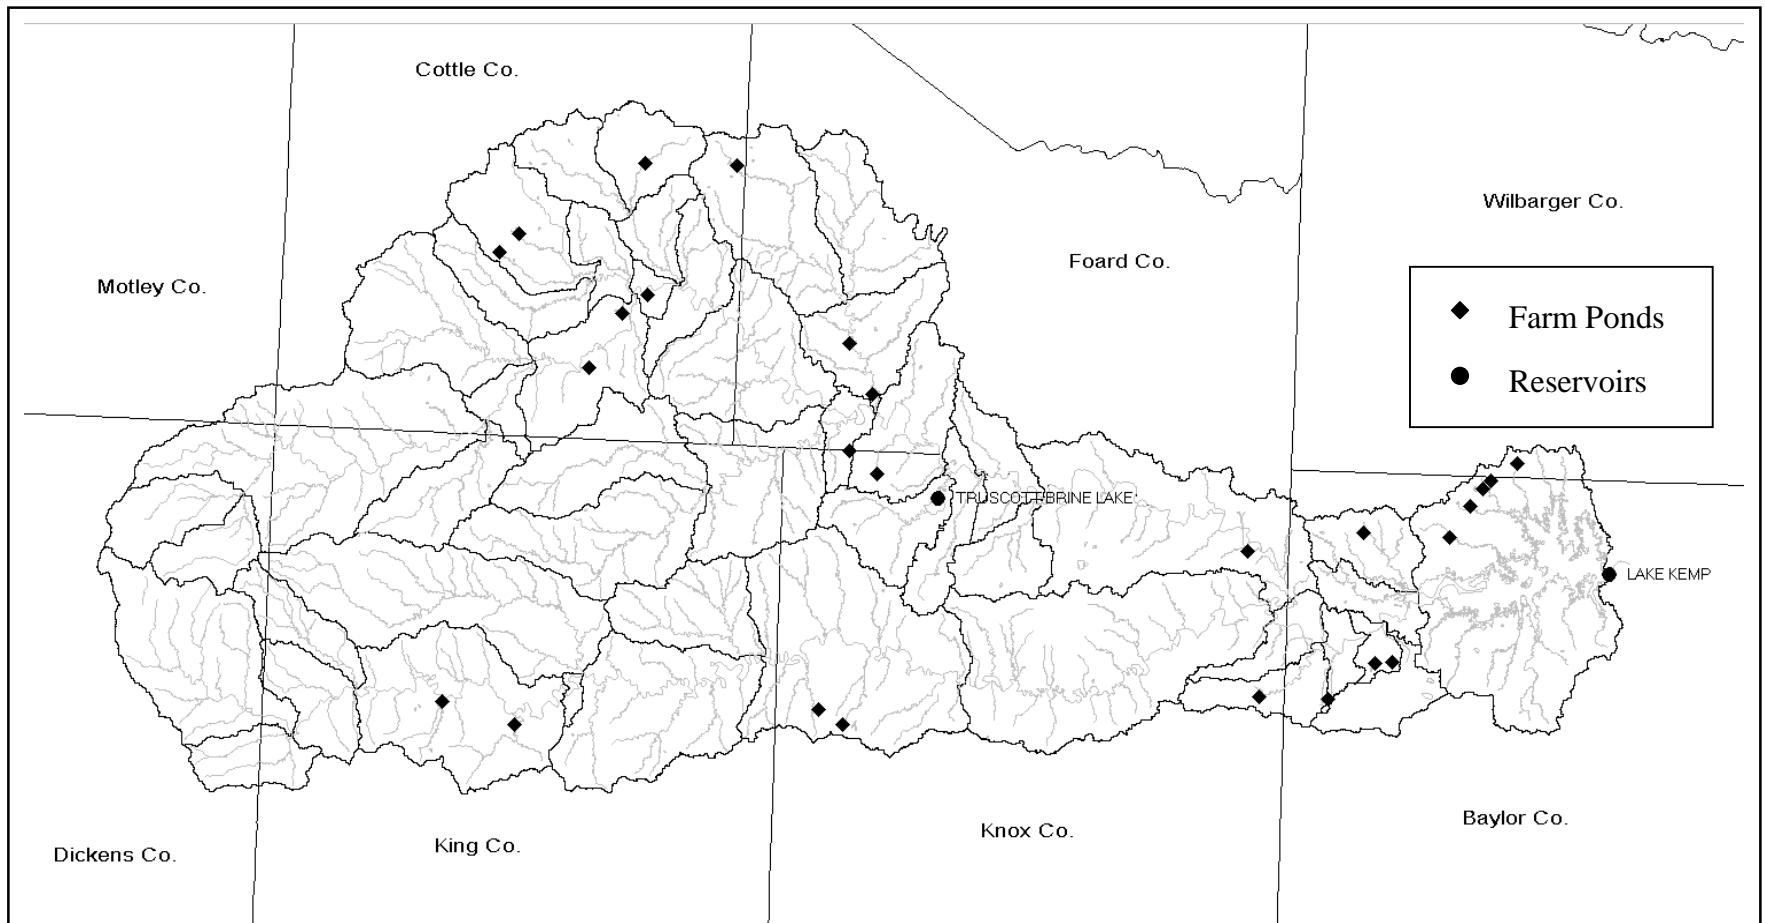 Cottle Co.
Wilbarger Co.
Foard Co.
Motley Co.
Farm Ponds
Reservoirs
TRUSCOTT BRINE LAKE
LAKE KEMP
Baylor Co.
Knox Co.
King Co.
Dickens Co.